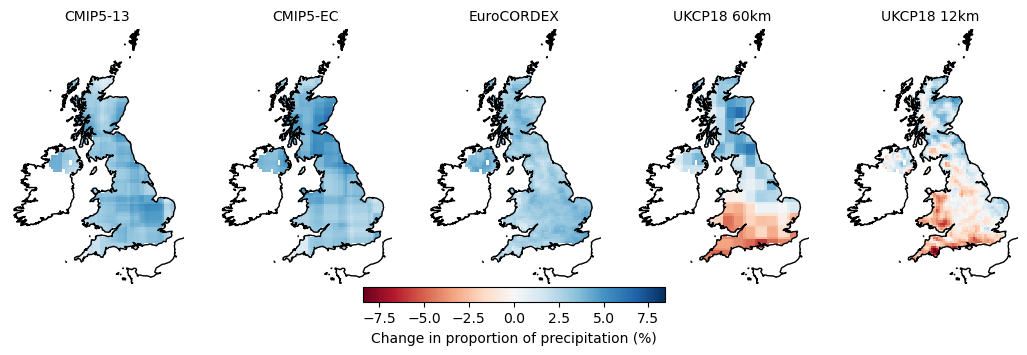 CMIP5-13 CMIP5-EC EuroCORDEX UKCP18 60km UKCP18 12km
−7.5 −5.0 −2.5 0.0 2.5 5.0 7.5
Change in proportion of precipitation (%)